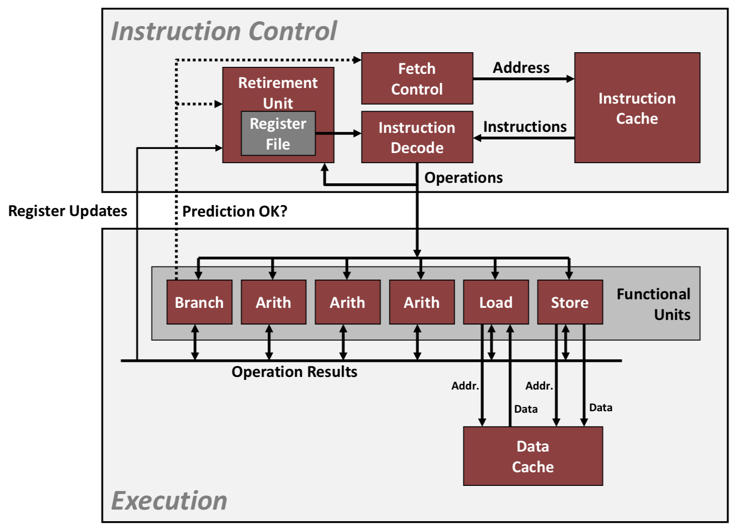 Instruction Control
Fetch
Control
Address
Instruction
Cache
Retirement
Unit
Register
File
Instruction
Decode
Instructions
Operations
Register Updates
Prediction OK?
Branch
Arith
Arith
Arith
Load
Store
Functional
Units
Operation Results
Addr.
Data
Addr.
Data
Data
Cache
Execution